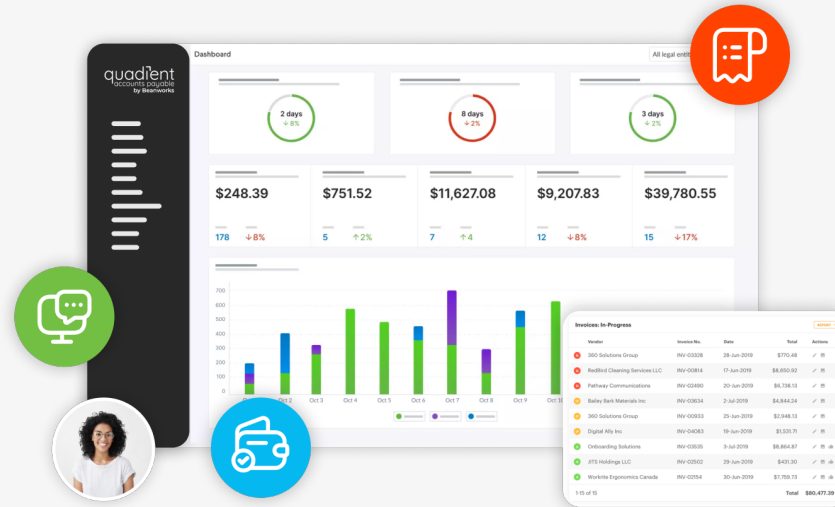 quadient
accounts payable
by Beanworks
Dashboard
All legal
2 days
↓ 8%
8 days
↓ 2%
3 days
↓ 2%
$248.39
$751.52
$11,627.08
$9,207.83
$39,780.55
178 ↓8%
5 ↑2%
7 ↑4
12 ↓8%
15 ↓17%
700
600
500
400
300
200
100
0
Oct 2 Oct 3 Oct 4 Oct 5 Oct 6 Oct 7 Oct 8 Oct 9 Oct 10
Invoices: In-Progress
Vendor Invoice No. Date Total Actions
360 Solutions Group INV-03328 28-Jun-2019 $770.48
RedBird Cleaning Services LLC INV-00814 17-Jun-2019 $8,650.92
Pathway Communications INV-02490 20-Jun-2019 $6,738.13
Bailey Bark Materials Inc INV-03634 2-Jul-2019 $4,844.24
360 Solutions Group INV-00933 25-Jun-2019 $2,948.13
Digital Ally Inc INV-04083 19-Jun-2019 $1,531.71
Onboarding Solutions INV-03535 3-Jul-2019 $8,864.87
JITS Holdings LLC INV-02502 29-Jun-2019 $431.30
Workrite Ergonomics Canada INV-02154 30-Jun-2019 $7,759.73
1-15 of 15 Total $80,477.39